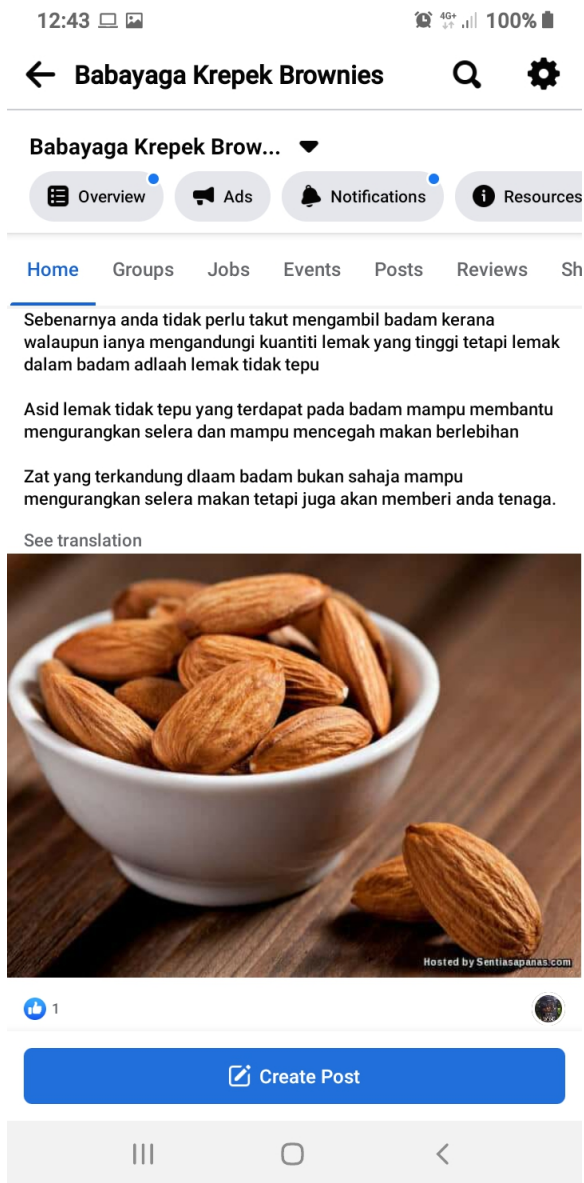 12:43
4G+
100%
Babayaga Krepek Brownies
Babayaga Krepek Brow...
Overview
Ads
Notifications
Resources
Home
Groups
Jobs
Events
Posts
Reviews
Sh
Sebenarnya anda tidak perlu takut mengambil badam kerana
walaupun ianya mengandungi kuantiti lemak yang tinggi tetapi lemak
dalam badam adlaah lemak tidak tepu
Asid lemak tidak tepu yang terdapat pada badam mampu membantu
mengurangkan selera dan mampu mencegah makan berlebihan
Zat yang terkandung dlaam badam bukan sahaja mampu
mengurangkan selera makan tetapi juga akan memberi anda tenaga.
See translation
Hosted by Sentiasapanas.com
1
Create Post